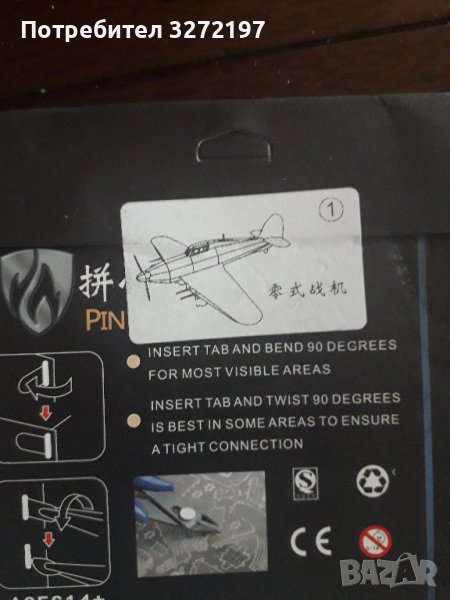 Потребител 3272197
①
零式战机
拼
PIN
INSERT TAB AND BEND 90 DEGREES
FOR MOST VISIBLE AREAS
INSERT TAB AND TWIST 90 DEGREES
IS BEST IN SOME AREAS TO ENSURE
A TIGHT CONNECTION
CE
BAZAR